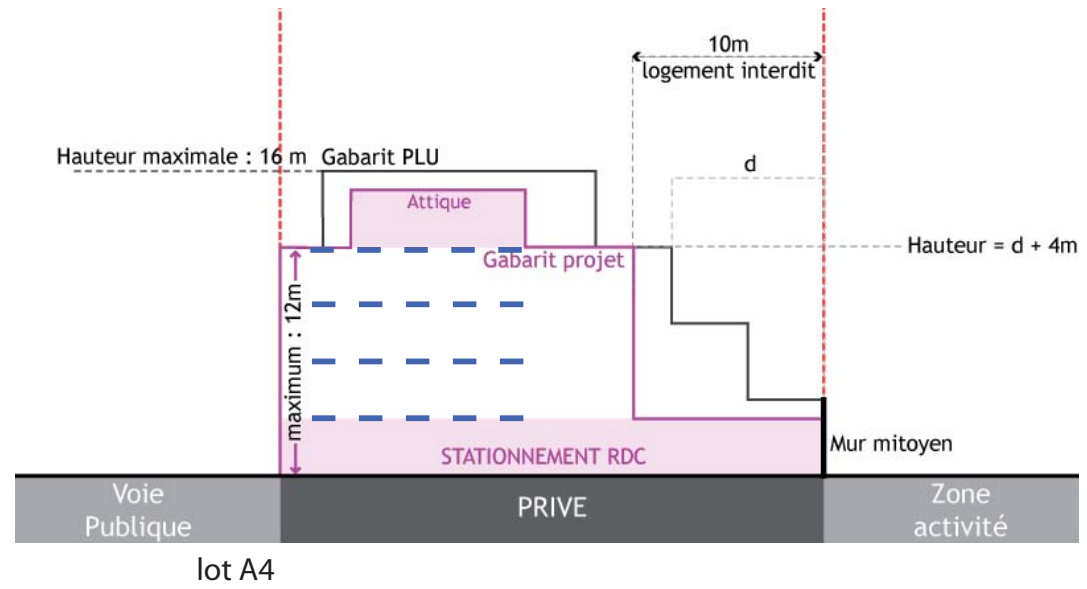 10m
logement interdit
Hauteur maximale : 16 m Gabarit PLU
d
Attique
Hauteur = d + 4m
Gabarit projet
maximum : 12m
Mur mitoyen
STATIONNEMENT RDC
Voie
Publique
PRIVE
Zone
activité
lot A4